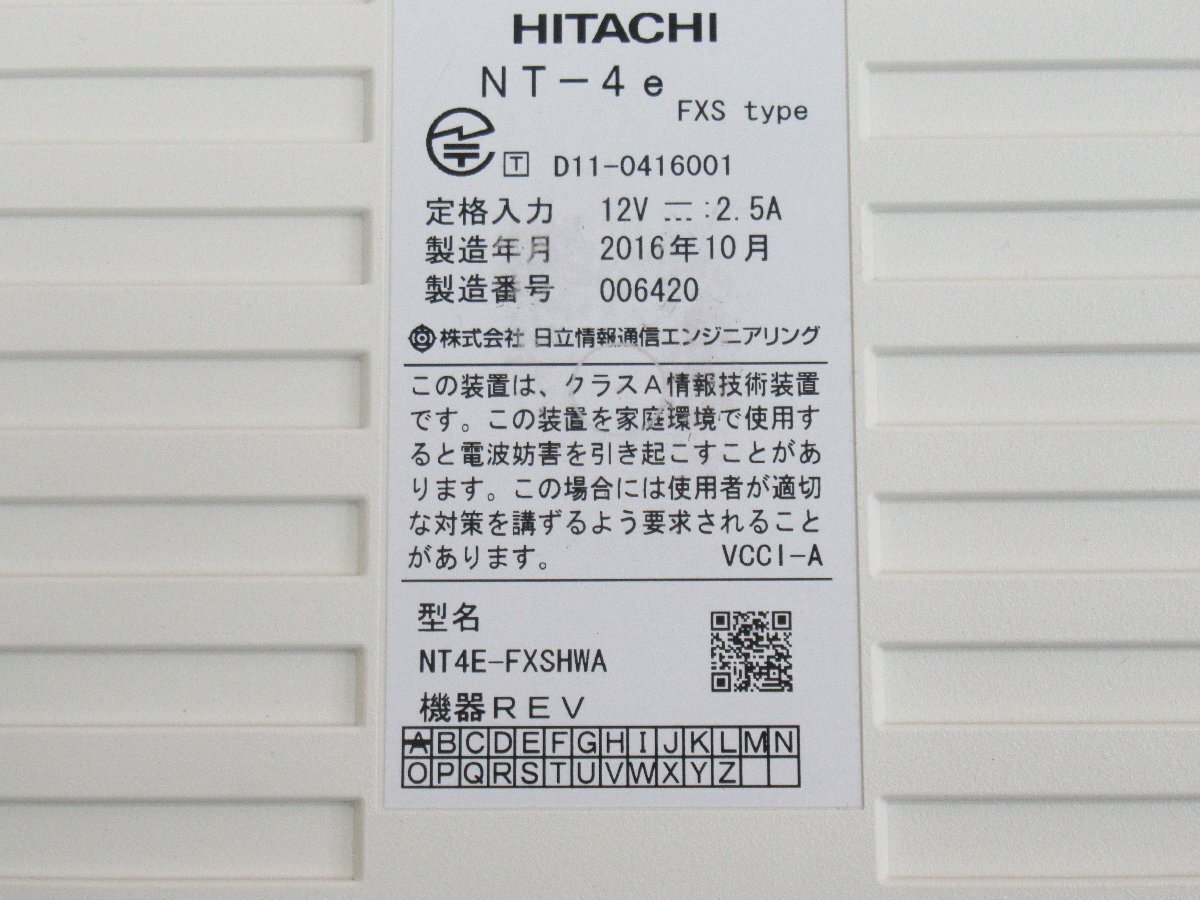 HITACHI
NT-4e
FXS type
T D11-0416001
定格入力 12V ⎓:2.5A
製造年月 2016年10月
製造番号 006420
株式会社 日立情報通信エンジニアリング
この装置は、クラスA情報技術装置
です。この装置を家庭環境で使用す
ると電波妨害を引き起こすことがあ
ります。この場合には使用者が適切
な対策を講ずるよう要求されること
があります。 VCCI-A
型名
NT4E-FXSHWA
機器REV
ABCDEFGHIJKLMN
OPQRSTUVWXYZ